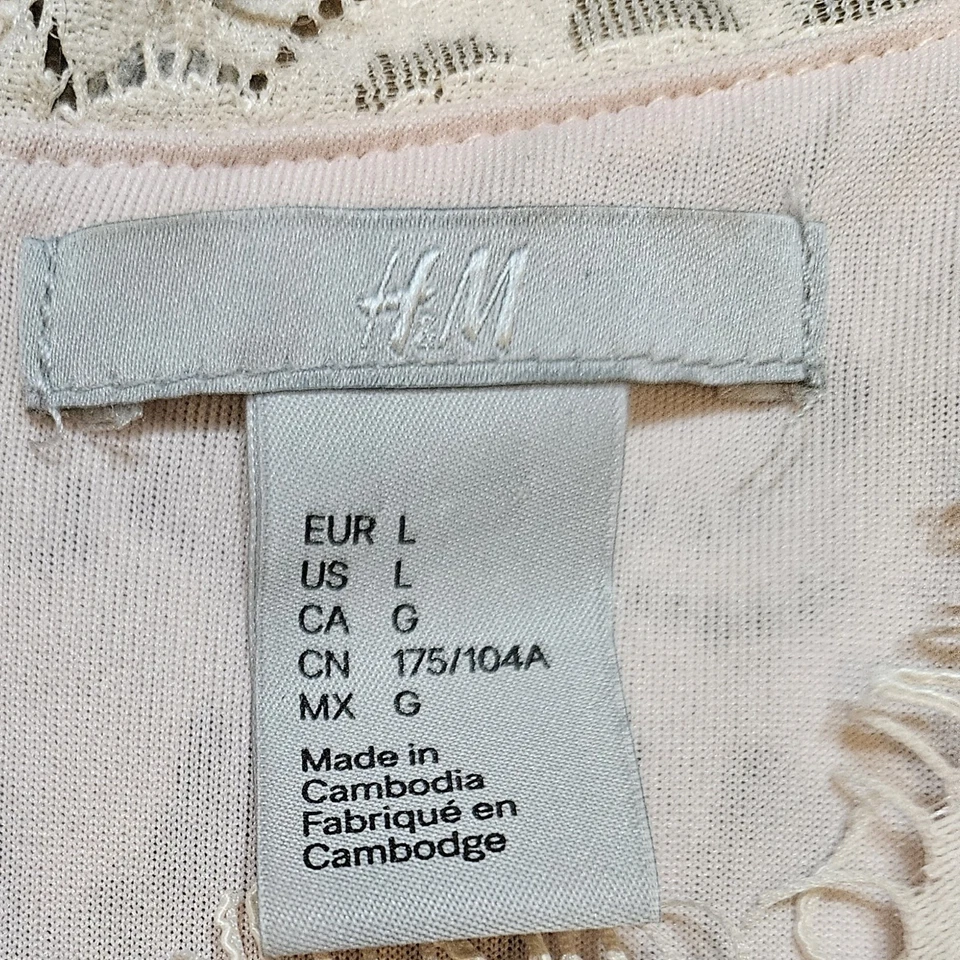 H&M
EUR L
US L
CA G
CN 175/104A
MX G
Made in
Cambodia
Fabriqué en
Cambodge